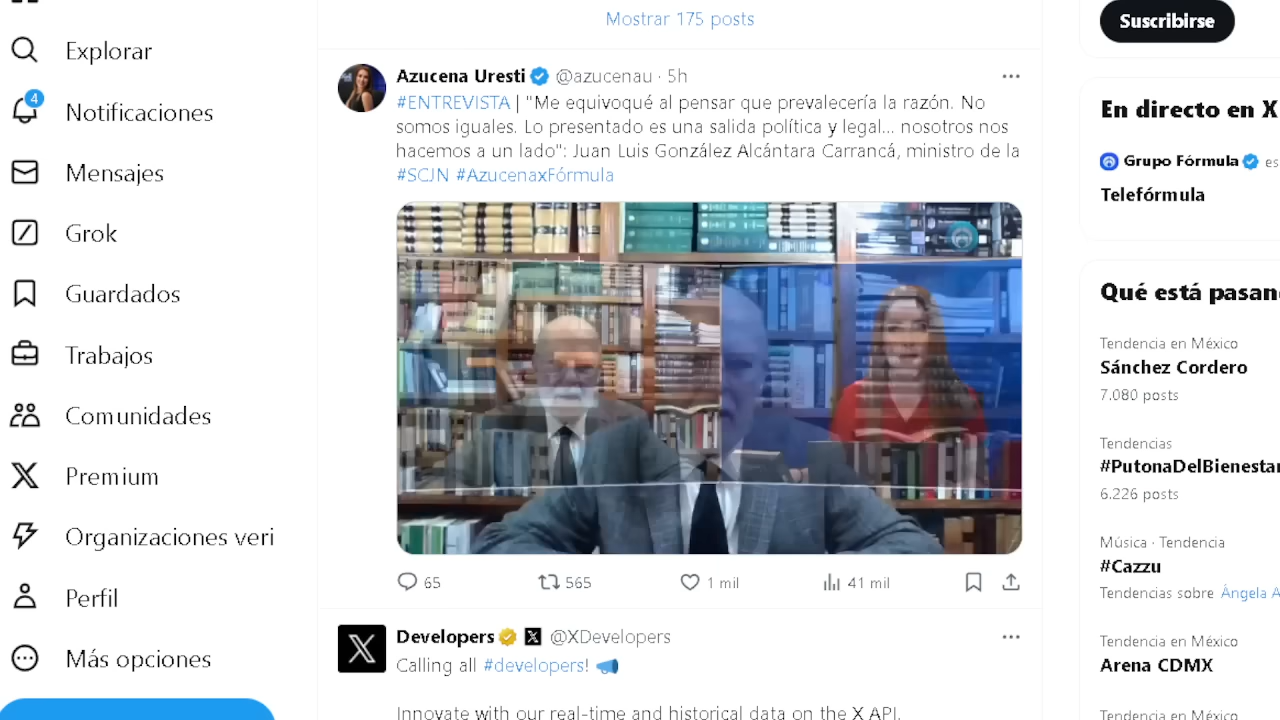 Mostrar 175 posts
Explorar
4
Notificaciones
Mensajes
Grok
Guardados
Trabajos
Comunidades
Premium
Organizaciones veri
Perfil
Más opciones
Azucena Uresti @azucenau · 5h
#ENTREVISTA | "Me equivoqué al pensar que prevalecería la razón. No
somos iguales. Lo presentado es una salida política y legal... nosotros nos
hacemos a un lado": Juan Luis González Alcántara Carrancá, ministro de la
#SCJN #AzucenaxFórmula
65 565 1 mil 41 mil
Developers @XDevelopers
Calling all #developers!
Innovate with our real-time and historical data on the X API.
Suscribirse
En directo en X
Grupo Fórmula es
Telefórmula
Qué está pasan
Tendencia en México
Sánchez Cordero
7.080 posts
Tendencias
#PutonaDelBienestar
6.226 posts
Música · Tendencia
#Cazzu
Tendencias sobre Ángela A
Tendencia en México
Arena CDMX
Tendencia en México